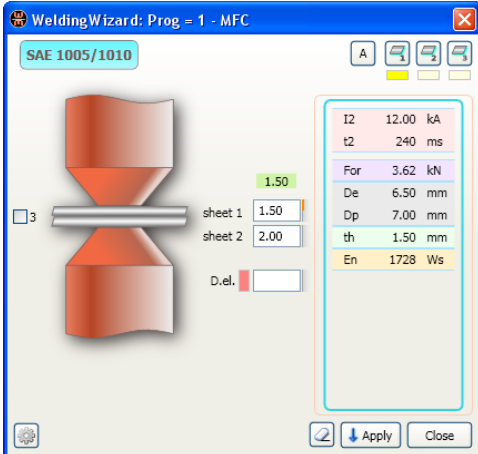 WeldingWizard: Prog = 1 - MFC
SAE 1005/1010
A 1 2 3
I2 12.00 kA
t2 240 ms
For 3.62 kN
De 6.50 mm
Dp 7.00 mm
th 1.50 mm
En 1728 Ws
1.50
3
sheet 1 1.50
sheet 2 2.00
D.el.
Apply Close